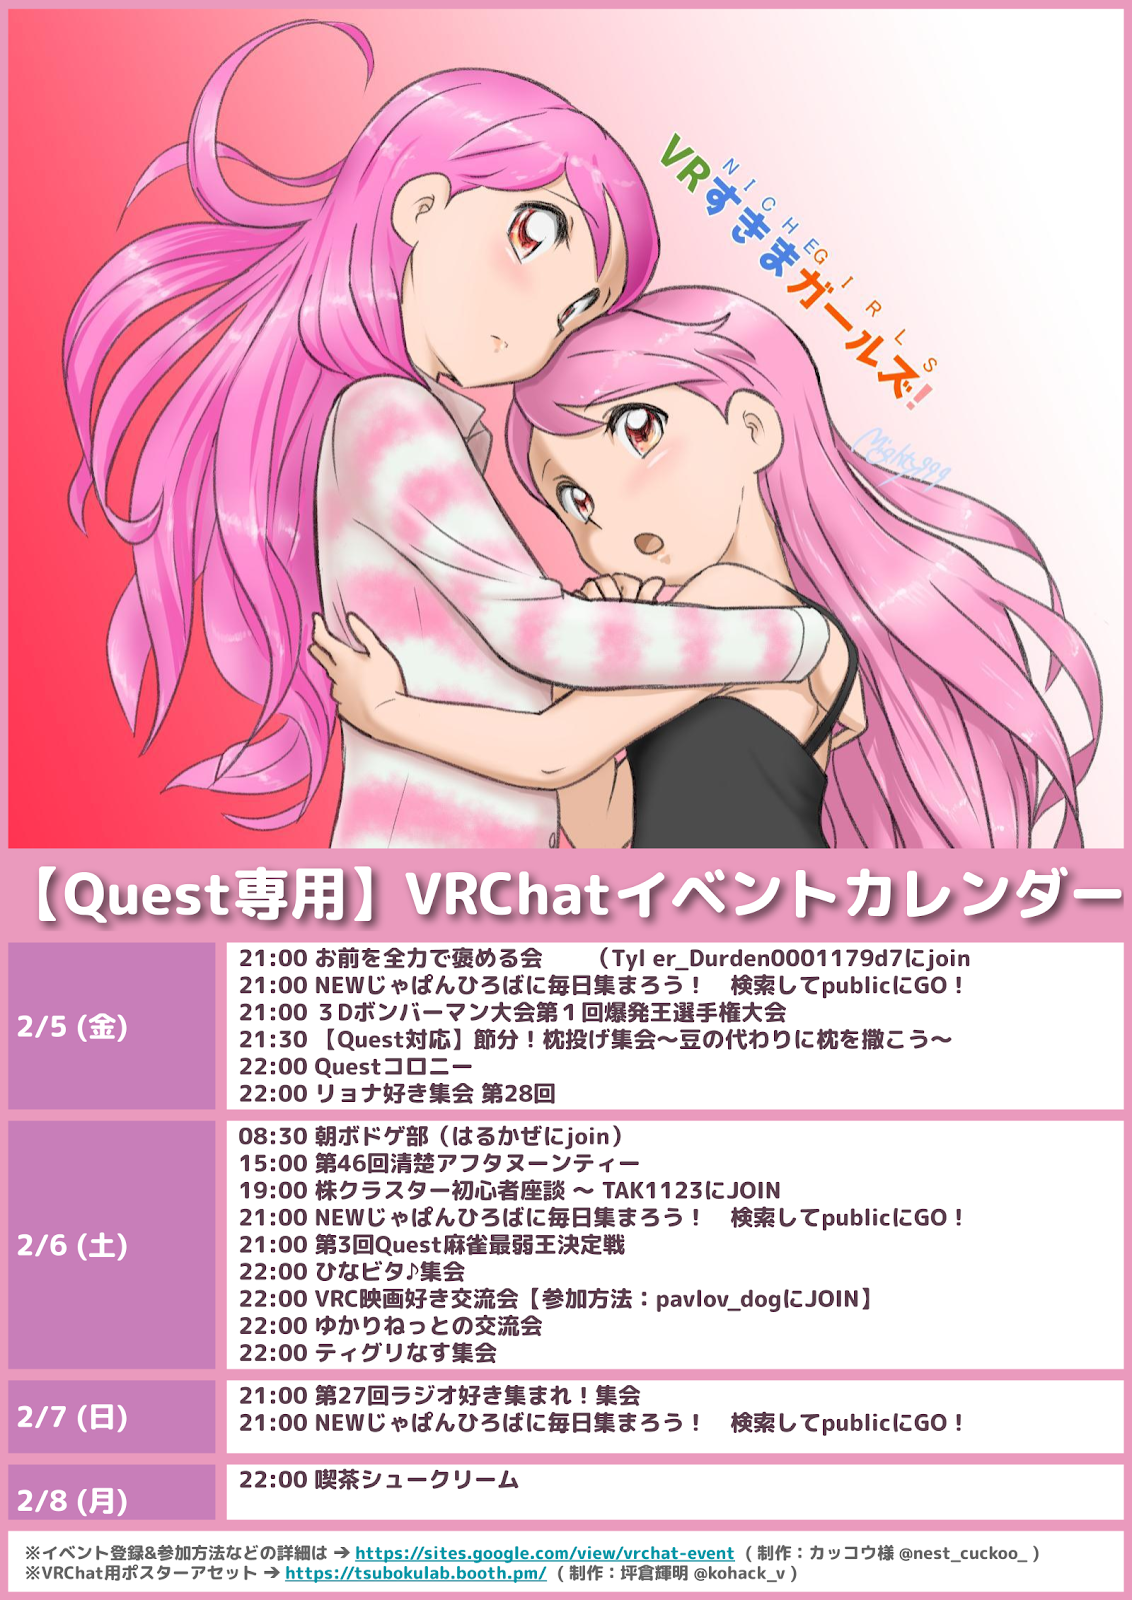 NICHE GIRLS
VRすきまガールズ!
Mighty999
【Quest専用】VRChatイベントカレンダー
2/5 (金)
21:00 お前を全力で褒める会　　（Tyl er_Durden0001179d7にjoin
21:00 NEWじゃぱんひろばに毎日集まろう！　検索してpublicにGO！
21:00 ３Dボンバーマン大会第１回爆発王選手権大会
21:30 【Quest対応】節分！枕投げ集会～豆の代わりに枕を撒こう～
22:00 Questコロニー
22:00 リョナ好き集会 第28回
2/6 (土)
08:30 朝ボドゲ部（はるかぜにjoin）
15:00 第46回清楚アフタヌーンティー
19:00 株クラスター初心者座談 ～ TAK1123にJOIN
21:00 NEWじゃぱんひろばに毎日集まろう！　検索してpublicにGO！
21:00 第3回Quest麻雀最弱王決定戦
22:00 ひなビタ♪集会
22:00 VRC映画好き交流会【参加方法：pavlov_dogにJOIN】
22:00 ゆかりねっとの交流会
22:00 ティグリなす集会
2/7 (日)
21:00 第27回ラジオ好き集まれ！集会
21:00 NEWじゃぱんひろばに毎日集まろう！　検索してpublicにGO！
2/8 (月)
22:00 喫茶シュークリーム
※イベント登録&参加方法などの詳細は → https://sites.google.com/view/vrchat-event （ 制作：カッコウ様 @nest_cuckoo_ ）
※VRChat用ポスターアセット → https://tsubokulab.booth.pm/ （ 制作：坪倉輝明 @kohack_v ）